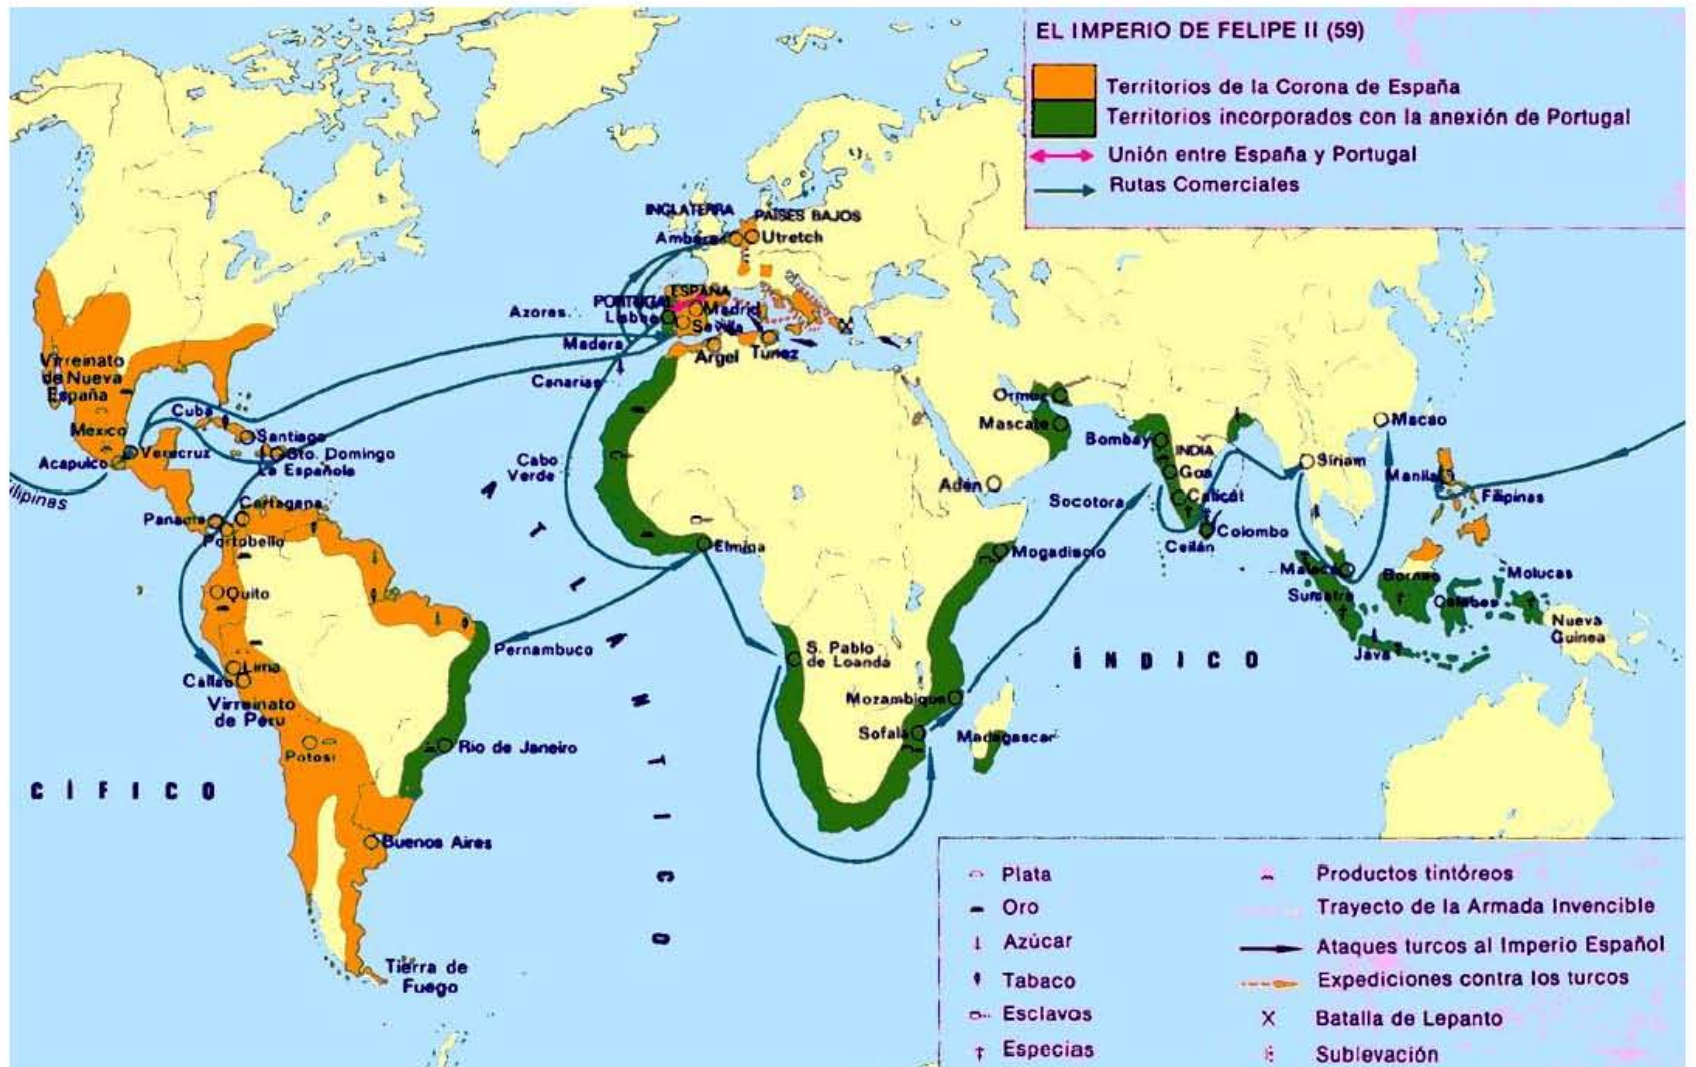 EL IMPERIO DE FELIPE II (59)
Territorios de la Corona de España
Territorios incorporados con la anexión de Portugal
Unión entre España y Portugal
Rutas Comerciales
INGLATERRA
PAÍSES BAJOS
Utretch
ESPAÑA
PORTUGAL
Madrid
Lisboa
Sevilla
Azores
Madera
Argel
Tunez
Canarias
Virreinato
de Nueva
España
Cuba
Mexico
Santiago
Veracruz
Sto. Domingo
Acapulco
La Española
ilipinas
Cabo
Verde
Cartagena
Panama
Portobello
Elmina
Ormuz
Mascate
Bombay
INDIA
Goa
Adén
Socotora
Calicut
Colombo
Ceilán
Mogadiscio
Macao
Siriam
Manila
Filipinas
Malaca
Borneo
Molucas
Sumatra
Celebes
Nueva
Guinea
Java
Quito
Pernambuco
S. Pablo
de Loanda
Lima
Callao
Virreinato
de Peru
Mozambique
Sofala
Madagascar
Potosi
Rio de Janeiro
Buenos Aires
Tierra de
Fuego
CÍFICO
ATLANTICO
ÍNDICO
Plata
Oro
Azúcar
Tabaco
Esclavos
Especias
Productos tintóreos
Trayecto de la Armada Invencible
Ataques turcos al Imperio Español
Expediciones contra los turcos
Batalla de Lepanto
Sublevación